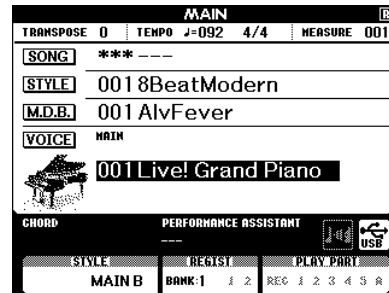 MAIN
TRANSPOSE 0 TEMPO ♩=092 4/4 MEASURE 001
SONG ***---
STYLE 001 8BeatModern
M.D.B. 001 AlvFever
VOICE MAIN
001 Live! Grand Piano
CHORD PERFORMANCE ASSISTANT
--- USB
STYLE REGIST PLAY PART
MAIN B BANK:1 1 2 REC 1 2 3 4 5 A